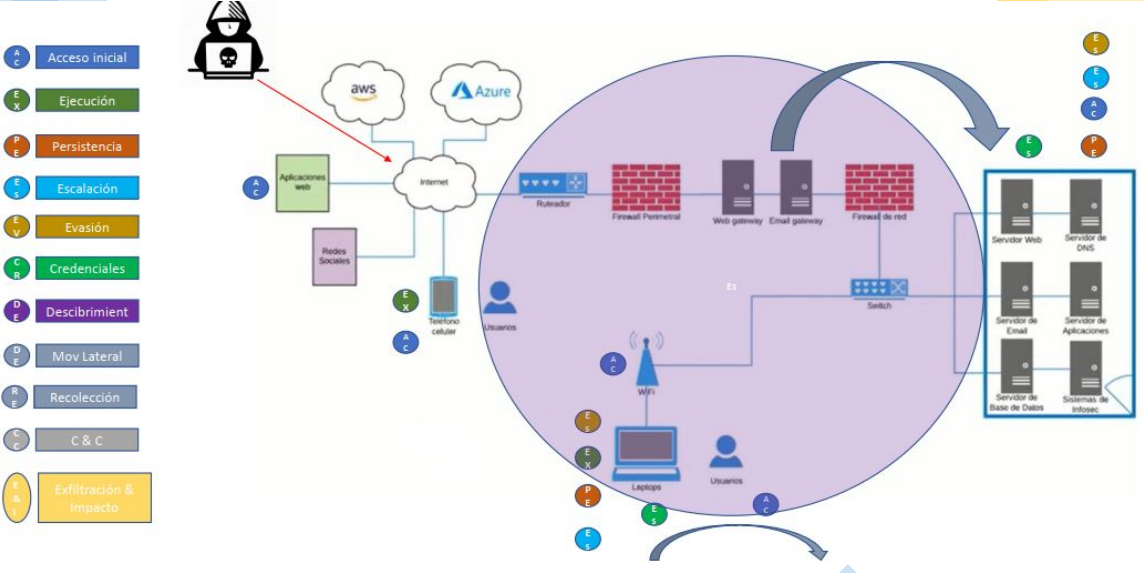 A
C
Acceso inicial
E
X
Ejecución
P
E
Persistencia
E
s
Escalación
E
V
Evasión
C
R
Credenciales
D
E
Descibrimient
D
E
Mov Lateral
R
E
Recolección
C
C
C & C
E
&
I
Exfiltración &
Impacto
aws
Azure
Internet
A
C
Aplicaciones
web
Redes
Sociales
E
X
A
C
Teléfono
celular
Usuarios
Ruteador
Firewall Perimetral
Web gateway
Email gateway
Firewall de red
Es
Switch
A
C
WiFi
E
s
E
X
P
E
E
s
Laptops
E
s
Usuarios
A
C
E
s
E
s
A
C
P
E
E
s
Servidor Web
Servidor de
DNS
Servidor de
Email
Servidor de
Aplicaciones
Servidor de
Base de Datos
Sistemas de
Infosec